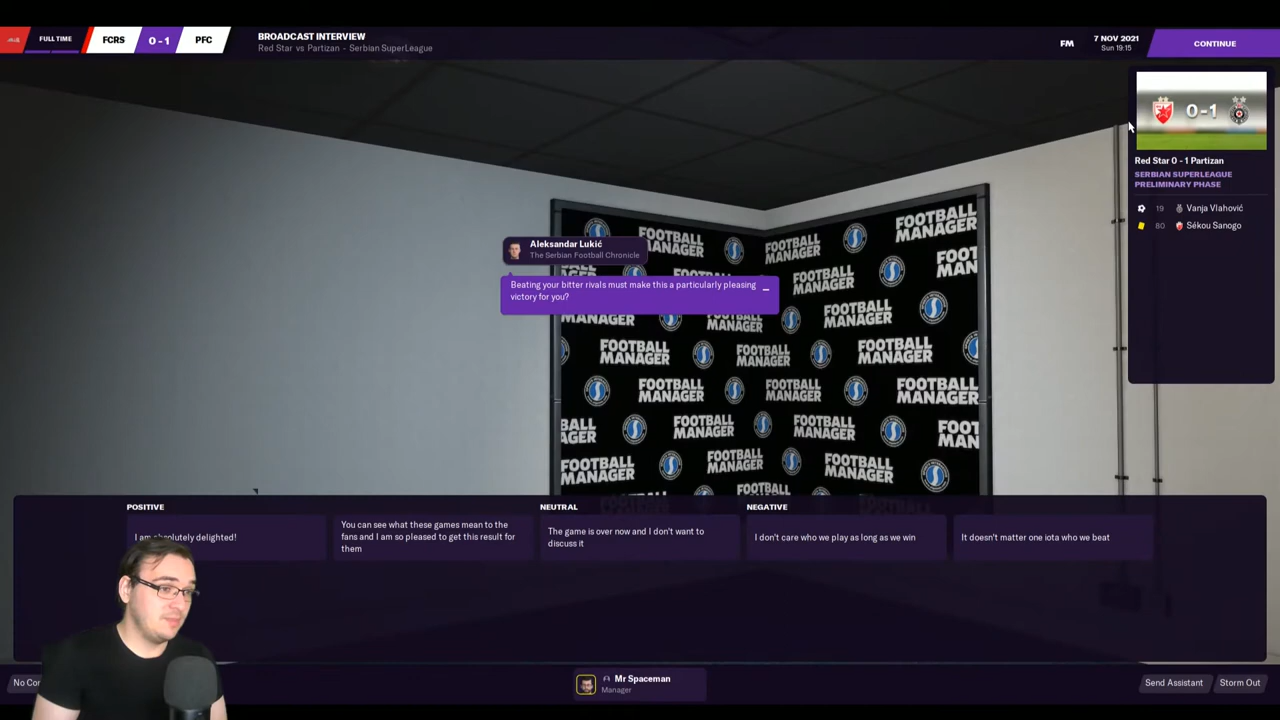 FULL TIME
FCRS
0 - 1
PFC
BROADCAST INTERVIEW
Red Star vs Partizan - Serbian SuperLeague
FM
7 NOV 2021
Sun 19:15
CONTINUE
0-1
Red Star 0 - 1 Partizan
SERBIAN SUPERLEAGUE
PRELIMINARY PHASE
19 Vanja Vlahović
80 Sékou Sanogo
Aleksandar Lukić
The Serbian Football Chronicle
Beating your bitter rivals must make this a particularly pleasing
victory for you?
FOOTBALL
MANAGER
POSITIVE
NEUTRAL
NEGATIVE
I am absolutely delighted!
You can see what these games mean to the
fans and I am so pleased to get this result for
them
The game is over now and I don't want to
discuss it
I don't care who we play as long as we win
It doesn't matter one iota who we beat
No Co
Mr Spaceman
Manager
Send Assistant
Storm Out